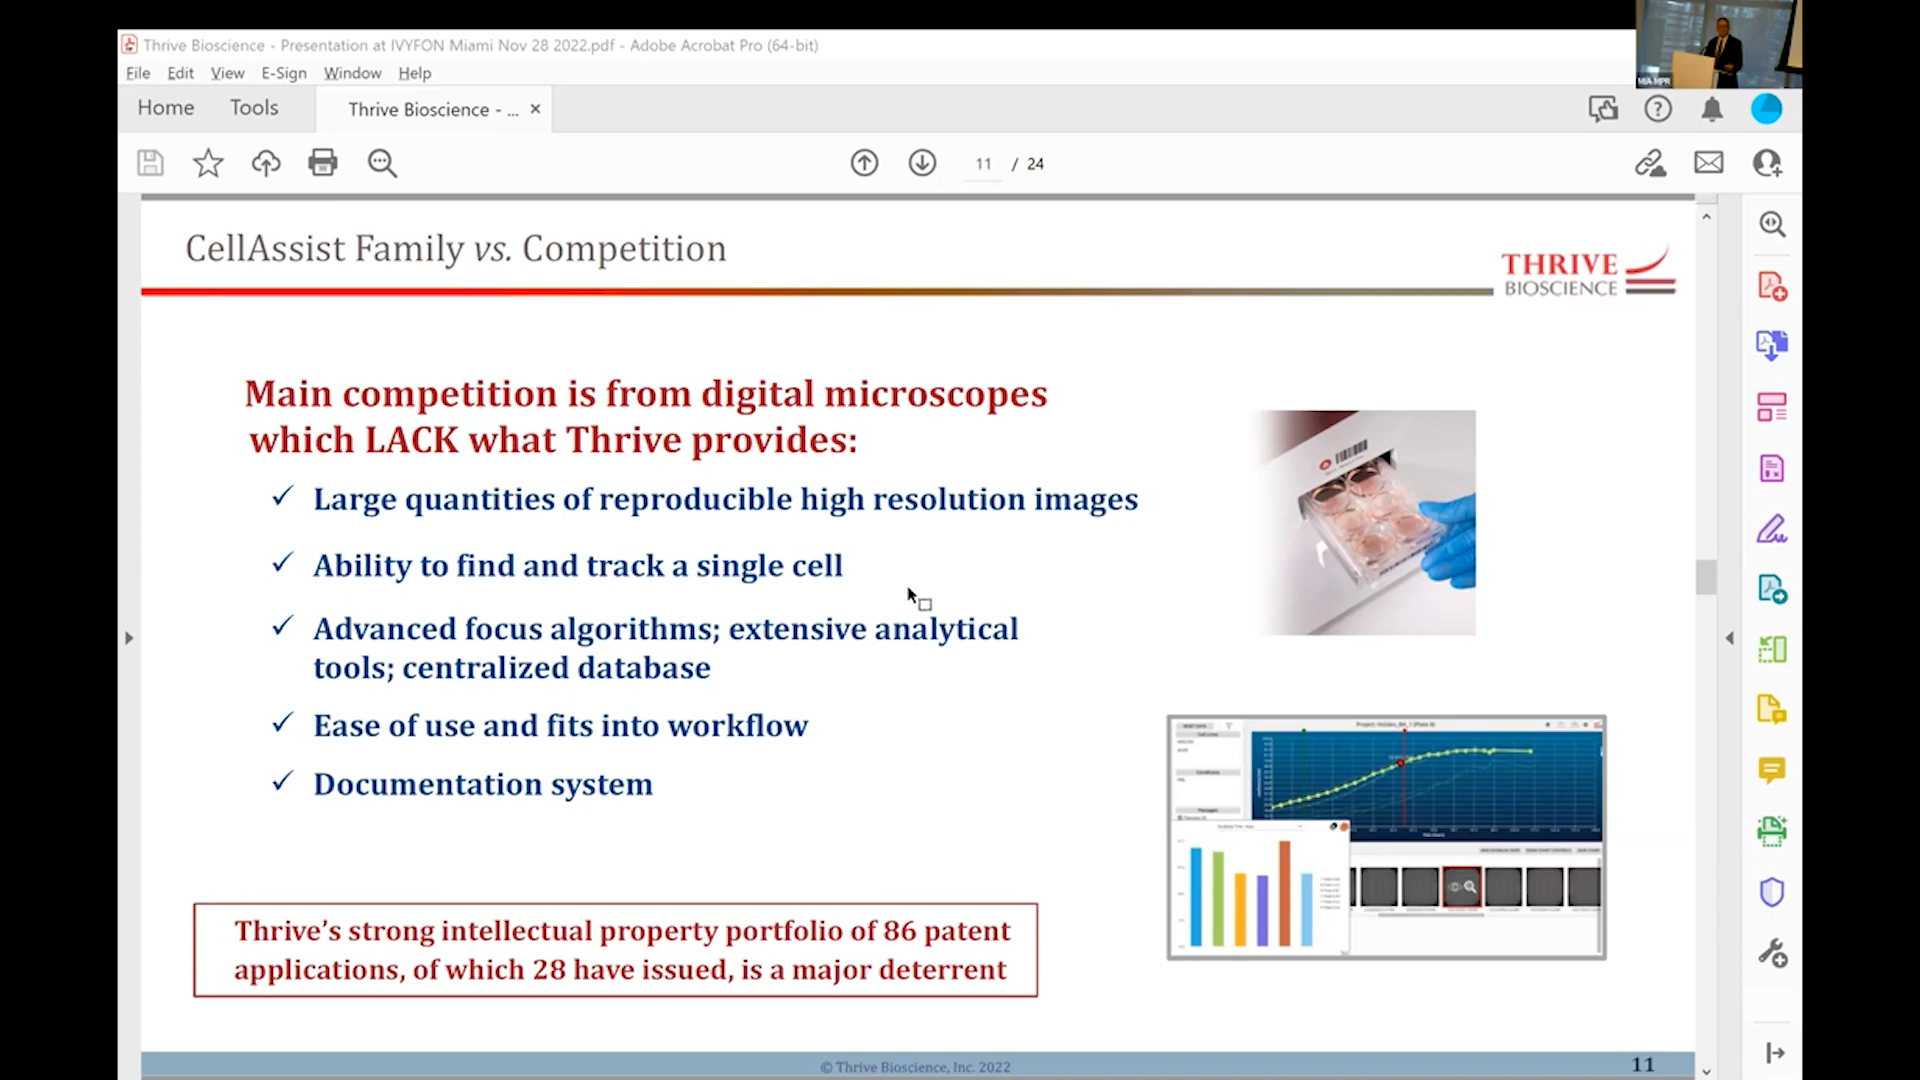 Thrive Bioscience - Presentation at IVYFON Miami Nov 28 2022.pdf - Adobe Acrobat Pro (64-bit)
File Edit View E-Sign Window Help
MIA MPR
Home Tools Thrive Bioscience - ... ×
11 / 24
CellAssist Family vs. Competition
THRIVE
BIOSCIENCE
Main competition is from digital microscopes
which LACK what Thrive provides:
✓ Large quantities of reproducible high resolution images
✓ Ability to find and track a single cell
✓ Advanced focus algorithms; extensive analytical
tools; centralized database
✓ Ease of use and fits into workflow
✓ Documentation system
Thrive’s strong intellectual property portfolio of 86 patent
applications, of which 28 have issued, is a major deterrent
© Thrive Bioscience, Inc. 2022
11